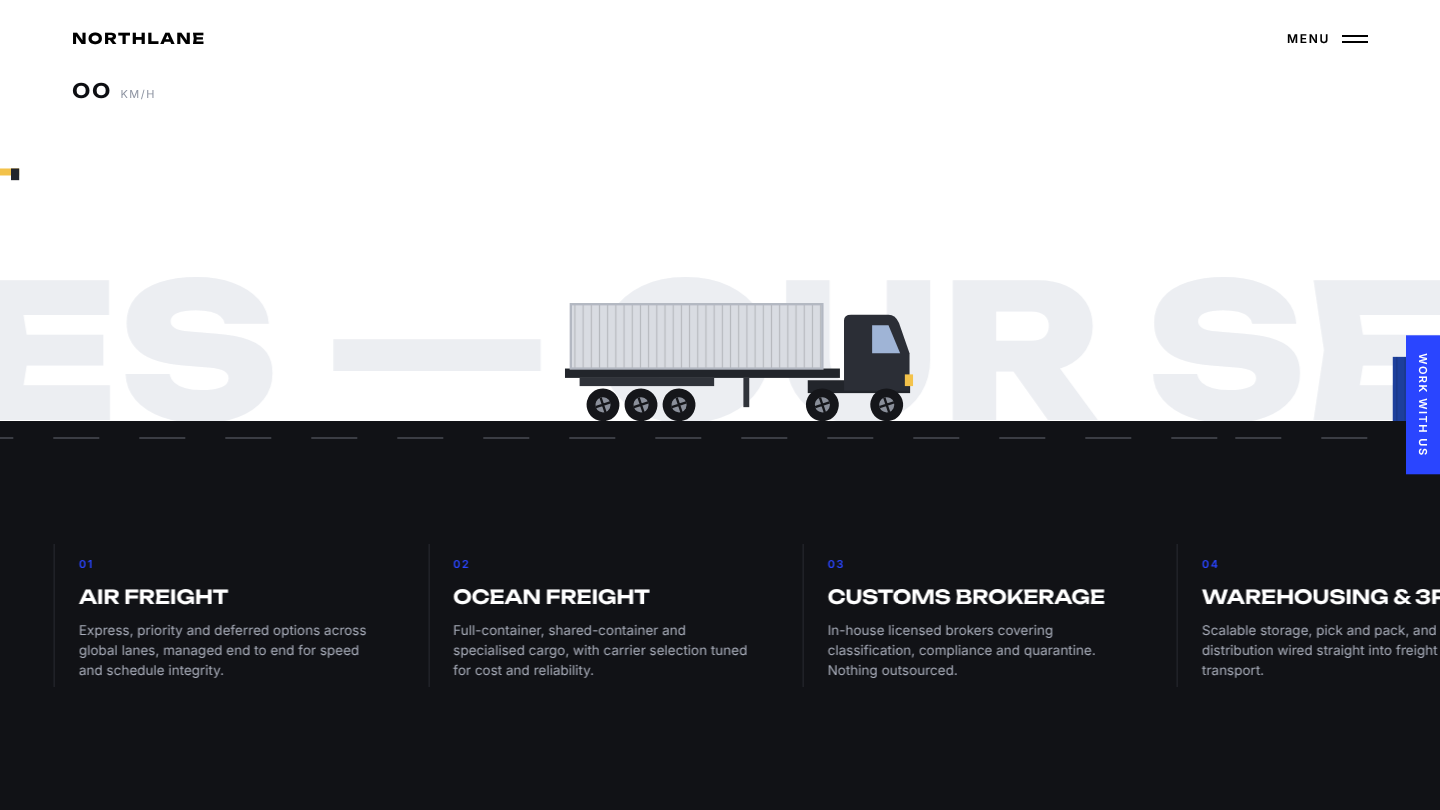 NORTHLANE
MENU
00 KM/H
ES — OUR SE
WORK WITH US
01
AIR FREIGHT
Express, priority and deferred options across
global lanes, managed end to end for speed
and schedule integrity.
02
OCEAN FREIGHT
Full-container, shared-container and
specialised cargo, with carrier selection tuned
for cost and reliability.
03
CUSTOMS BROKERAGE
In-house licensed brokers covering
classification, compliance and quarantine.
Nothing outsourced.
04
WAREHOUSING & 3P
Scalable storage, pick and pack, and
distribution wired straight into freight
transport.